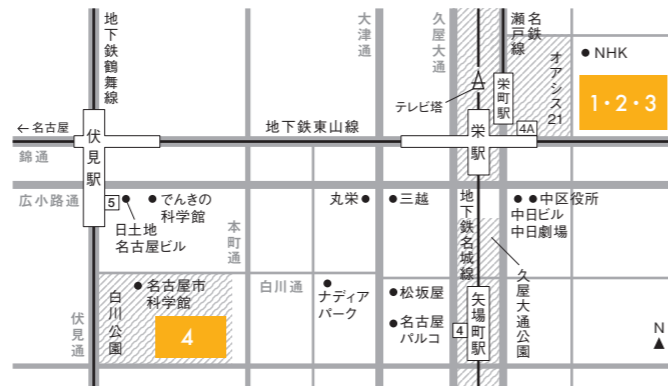 地下鉄鶴舞線
大津通
久屋大通
名鉄
瀬戸線
オアシス21
NHK
1・2・3
テレビ塔
栄町駅
←名古屋
伏見駅
地下鉄東山線
栄駅
4A
錦通
広小路通
5
でんきの
科学館
日土地
名古屋ビル
本町通
丸栄
三越
地下鉄名城線
中区役所
中日ビル
中日劇場
久屋大通公園
白川公園
名古屋市
科学館
4
伏見通
白川通
ナディア
パーク
松坂屋
名古屋
パルコ
4
矢場町駅
N